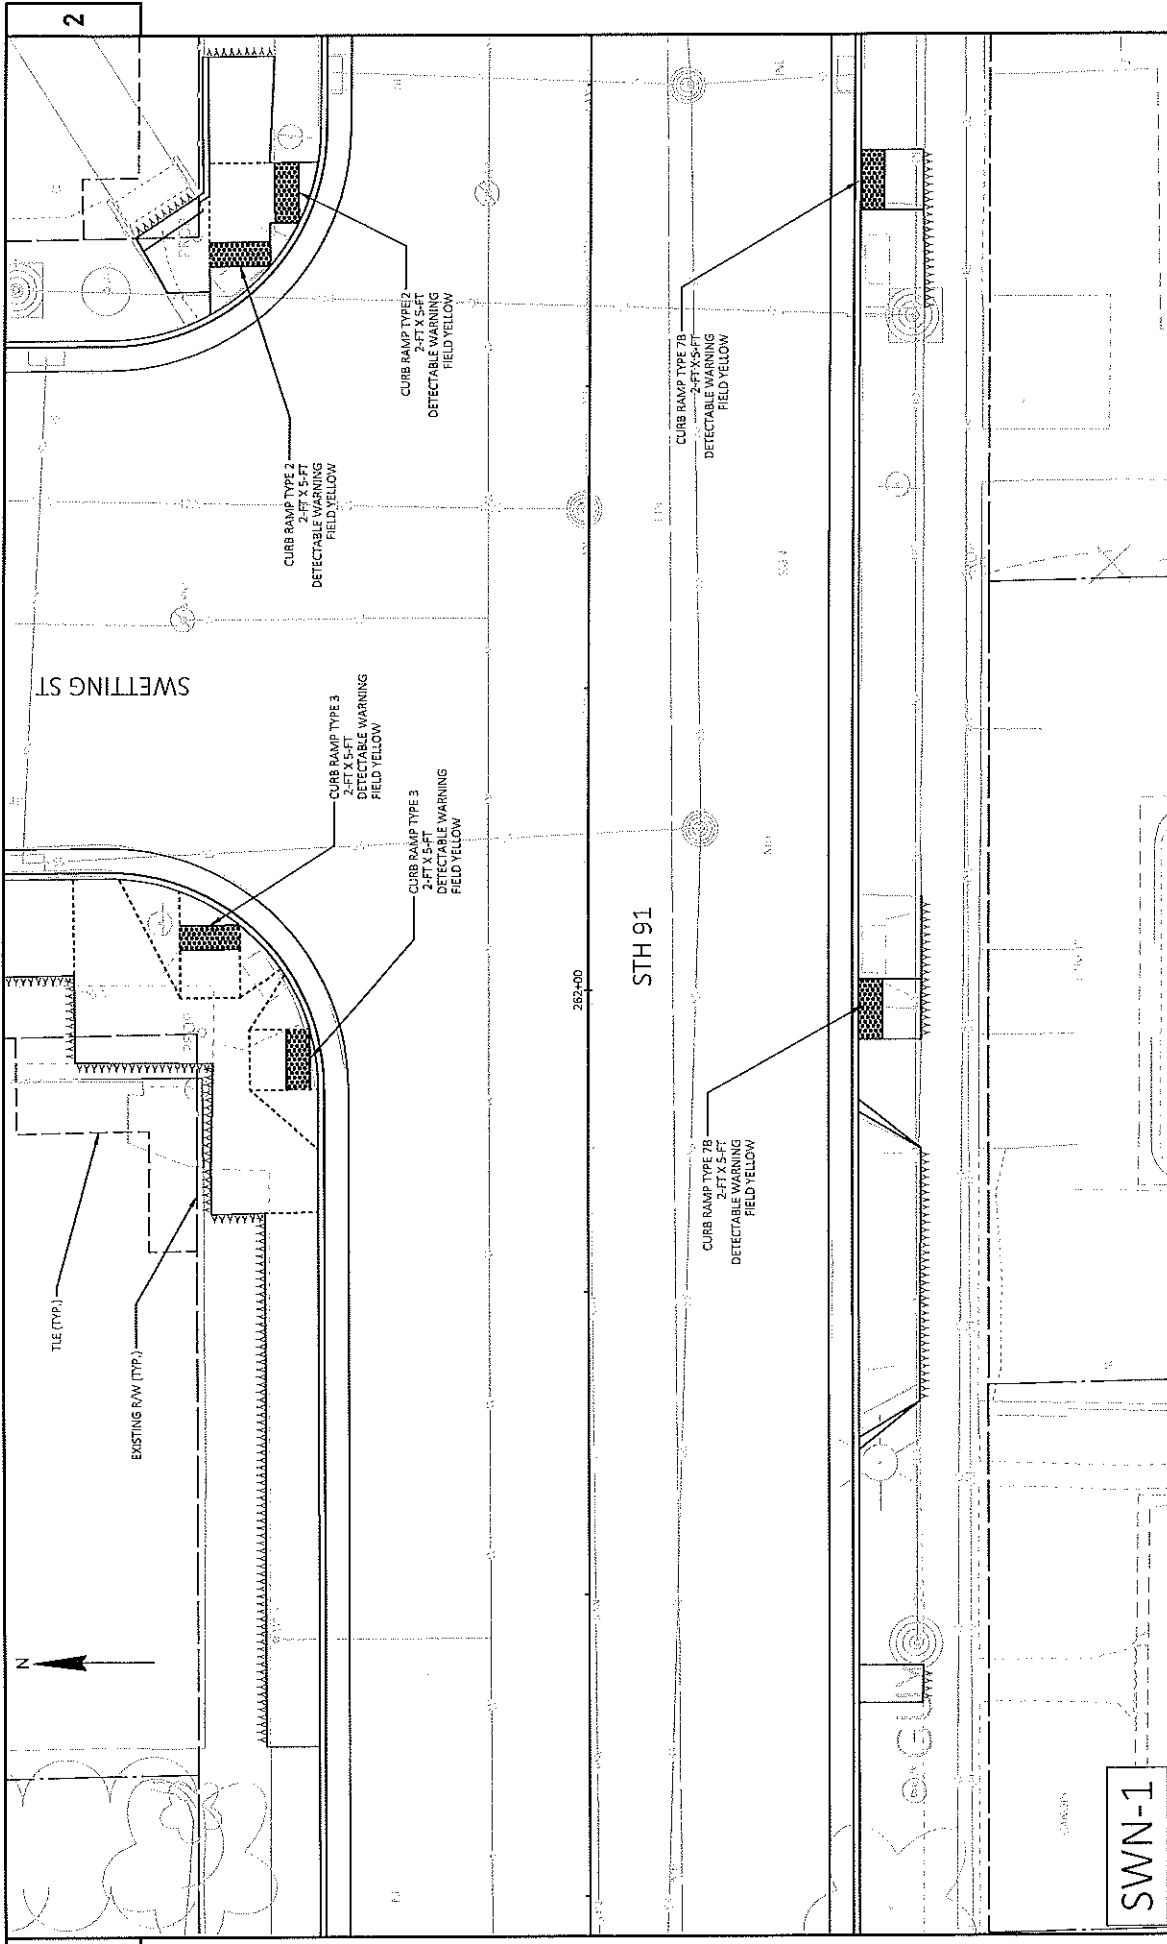 2
N
TLE (TYP.)
EXISTING R/W (TYP.)
SWETTING ST
CURB RAMP TYPE 3
2-FT X 5-FT
DETECTABLE WARNING
FIELD YELLOW
CURB RAMP TYPE 3
2-FT X 5-FT
DETECTABLE WARNING
FIELD YELLOW
CURB RAMP TYPE 2
2-FT X 5-FT
DETECTABLE WARNING
FIELD YELLOW
CURB RAMP TYPE 2
2-FT X 5-FT
DETECTABLE WARNING
FIELD YELLOW
262+00
STH 91
CURB RAMP TYPE 7B
2-FT X 5-FT
DETECTABLE WARNING
FIELD YELLOW
CURB RAMP TYPE 7B
2-FT X 5-FT
DETECTABLE WARNING
FIELD YELLOW
SWN-1